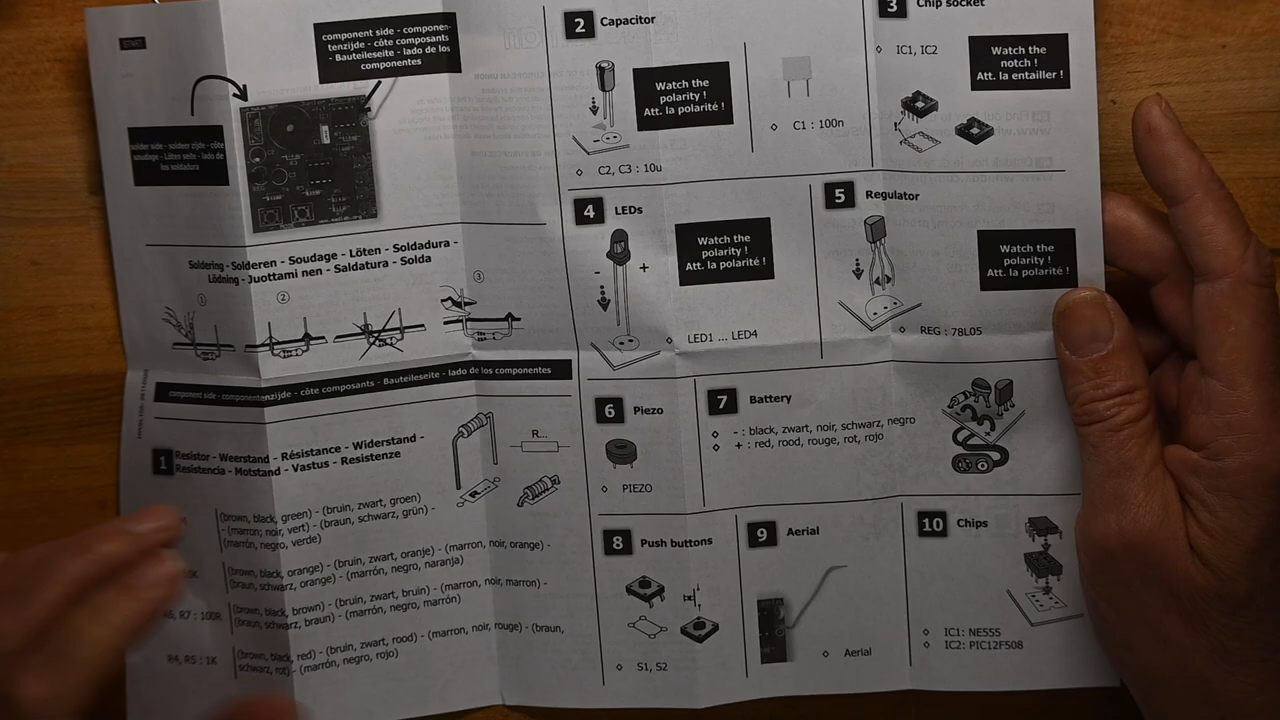 START
component side - componen-
tenzijde - côte composants
- Bauteileseite - lado de los
componentes
solder side - soldeer zijde - côte
soudage - Löten seite - lado de
los soldadura
Soldering - Solderen - Soudage - Löten - Soldadura -
Lödning - Juottami nen - Saldatura - Solda
1
2
3
component side - componentenzijde - côte composants - Bauteileseite - lado de los componentes
1
Resistor - Weerstand - Résistance - Widerstand -
Resistencia - Motstand - Vastus - Resistenze
R...
R...
(brown, black, green) - (bruin, zwart, groen)
- (marron; noir, vert) - (braun, schwarz, grün) -
(marrón, negro, verde)
(brown, black, orange) - (bruin, zwart, oranje) - (marron, noir, orange) -
(braun, schwarz, orange) - (marrón, negro, naranja)
R7 : 100R
(brown, black, brown) - (bruin, zwart, bruin) - (marron, noir, marron) -
(braun, schwarz, braun) - (marrón, negro, marrón)
R4, R5 : 1K
(brown, black, red) - (bruin, zwart, rood) - (marron, noir, rouge) - (braun,
schwarz, rot) - (marrón, negro, rojo)
2
Capacitor
Watch the
polarity !
Att. la polarité !
C2, C3 : 10u
C1 : 100n
3
Chip socket
IC1, IC2
Watch the
notch !
Att. la entailler !
4
LEDs
-
+
Watch the
polarity !
Att. la polarité !
LED1 ... LED4
5
Regulator
Watch the
polarity !
Att. la polarité !
REG : 78L05
6
Piezo
PIEZO
7
Battery
- : black, zwart, noir, schwarz, negro
+ : red, rood, rouge, rot, rojo
8
Push buttons
S1, S2
9
Aerial
Aerial
10
Chips
IC1: NE555
IC2: PIC12F508